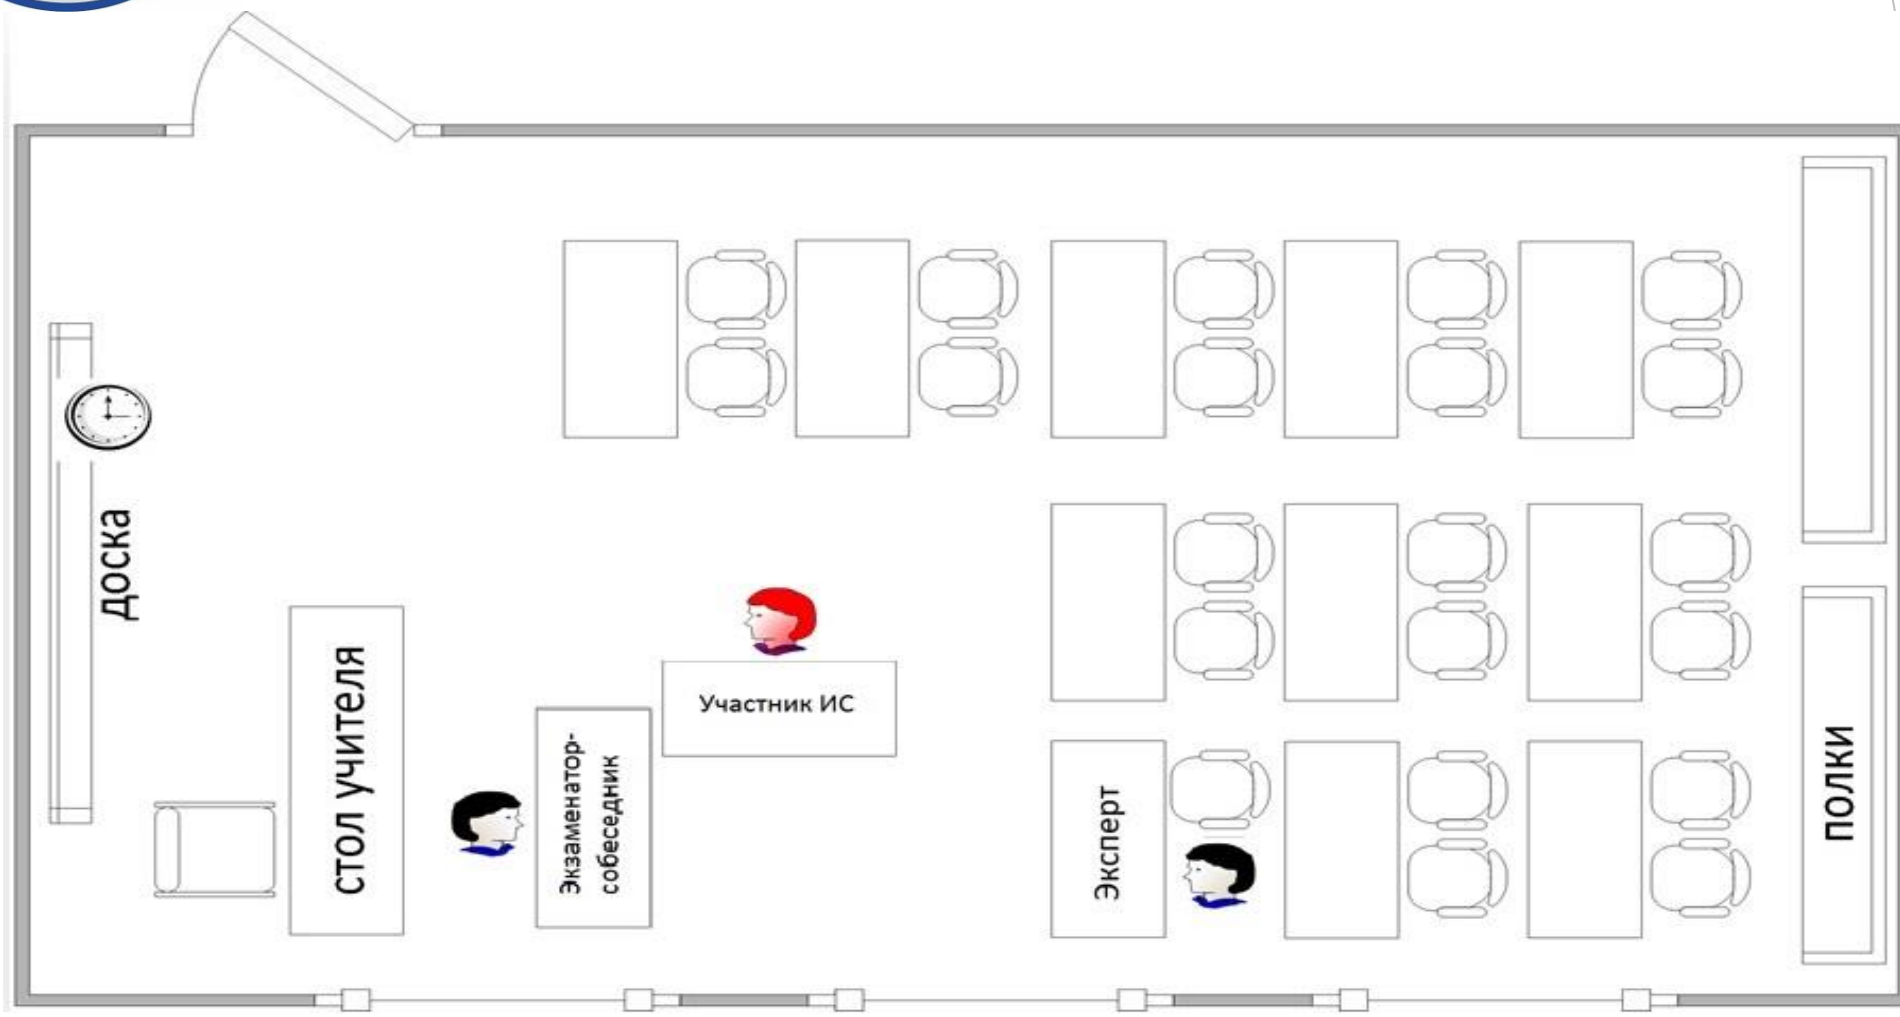 доска
стол учителя
Экзаменатор-
собеседник
Участник ИС
Эксперт
полки